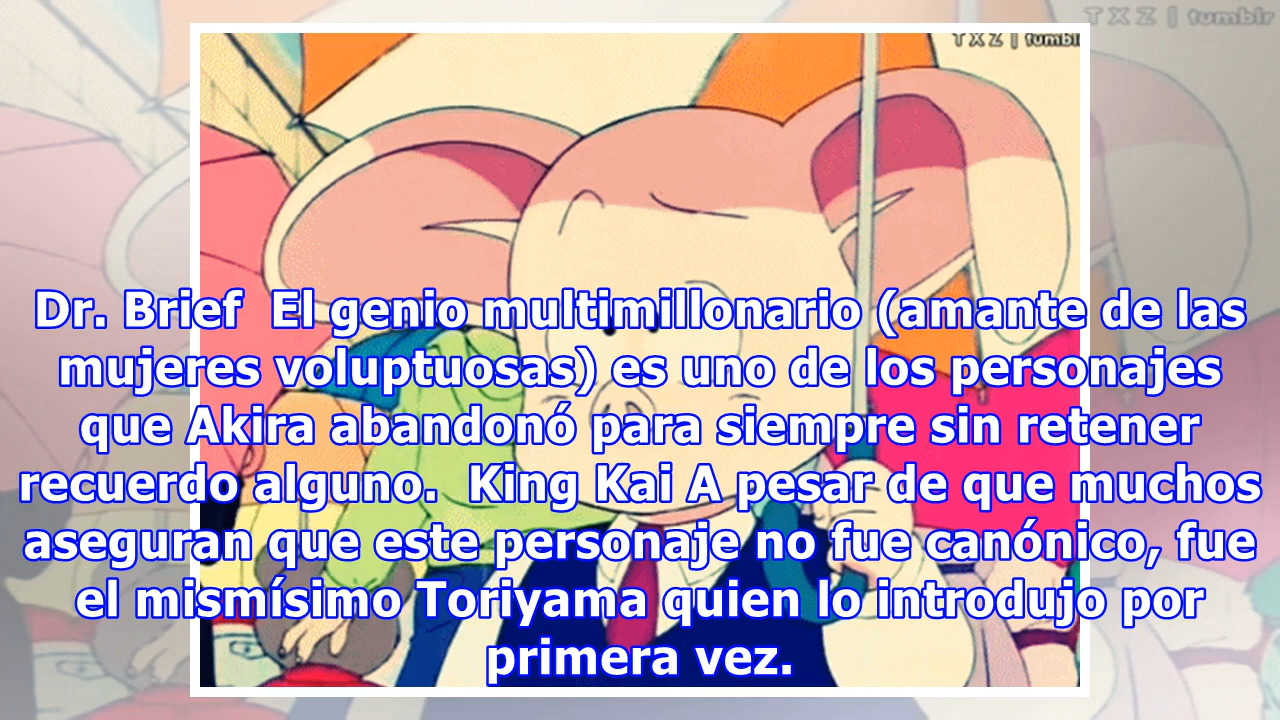 T X Z | tumblr
T X Z | tumbl
Dr. Brief  El genio multimillonario (amante de las
mujeres voluptuosas) es uno de los personajes
que Akira abandonó para siempre sin retener
recuerdo alguno.  King Kai A pesar de que muchos
aseguran que este personaje no fue canónico, fue
el mismísimo Toriyama quien lo introdujo por
primera vez.